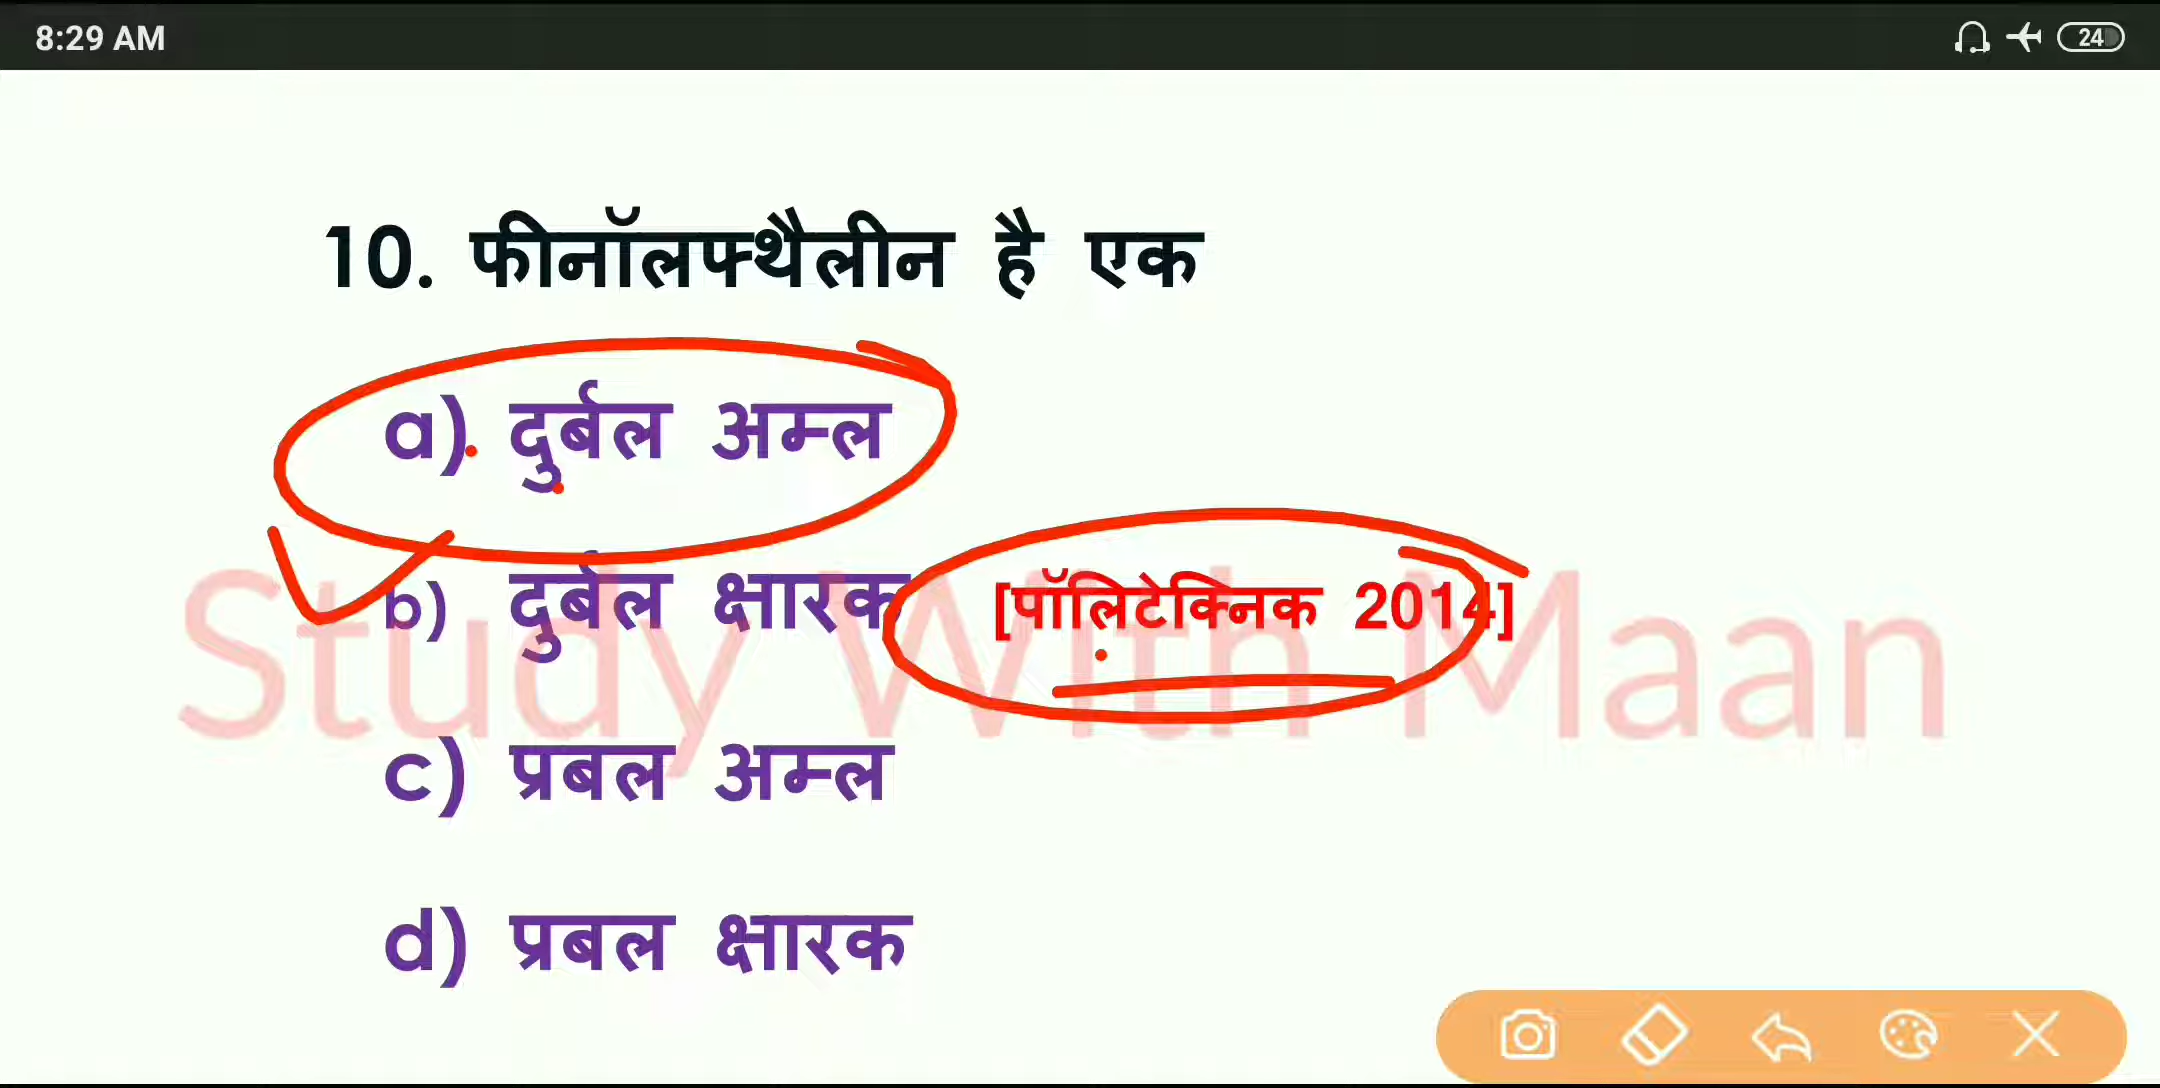 8:29 AM
24
10. फीनॉलफ्थैलीन है एक
a) दुर्बल अम्ल
b) दुर्बल क्षारक [पॉलिटेक्निक 2014]
Study With Maan
c) प्रबल अम्ल
d) प्रबल क्षारक